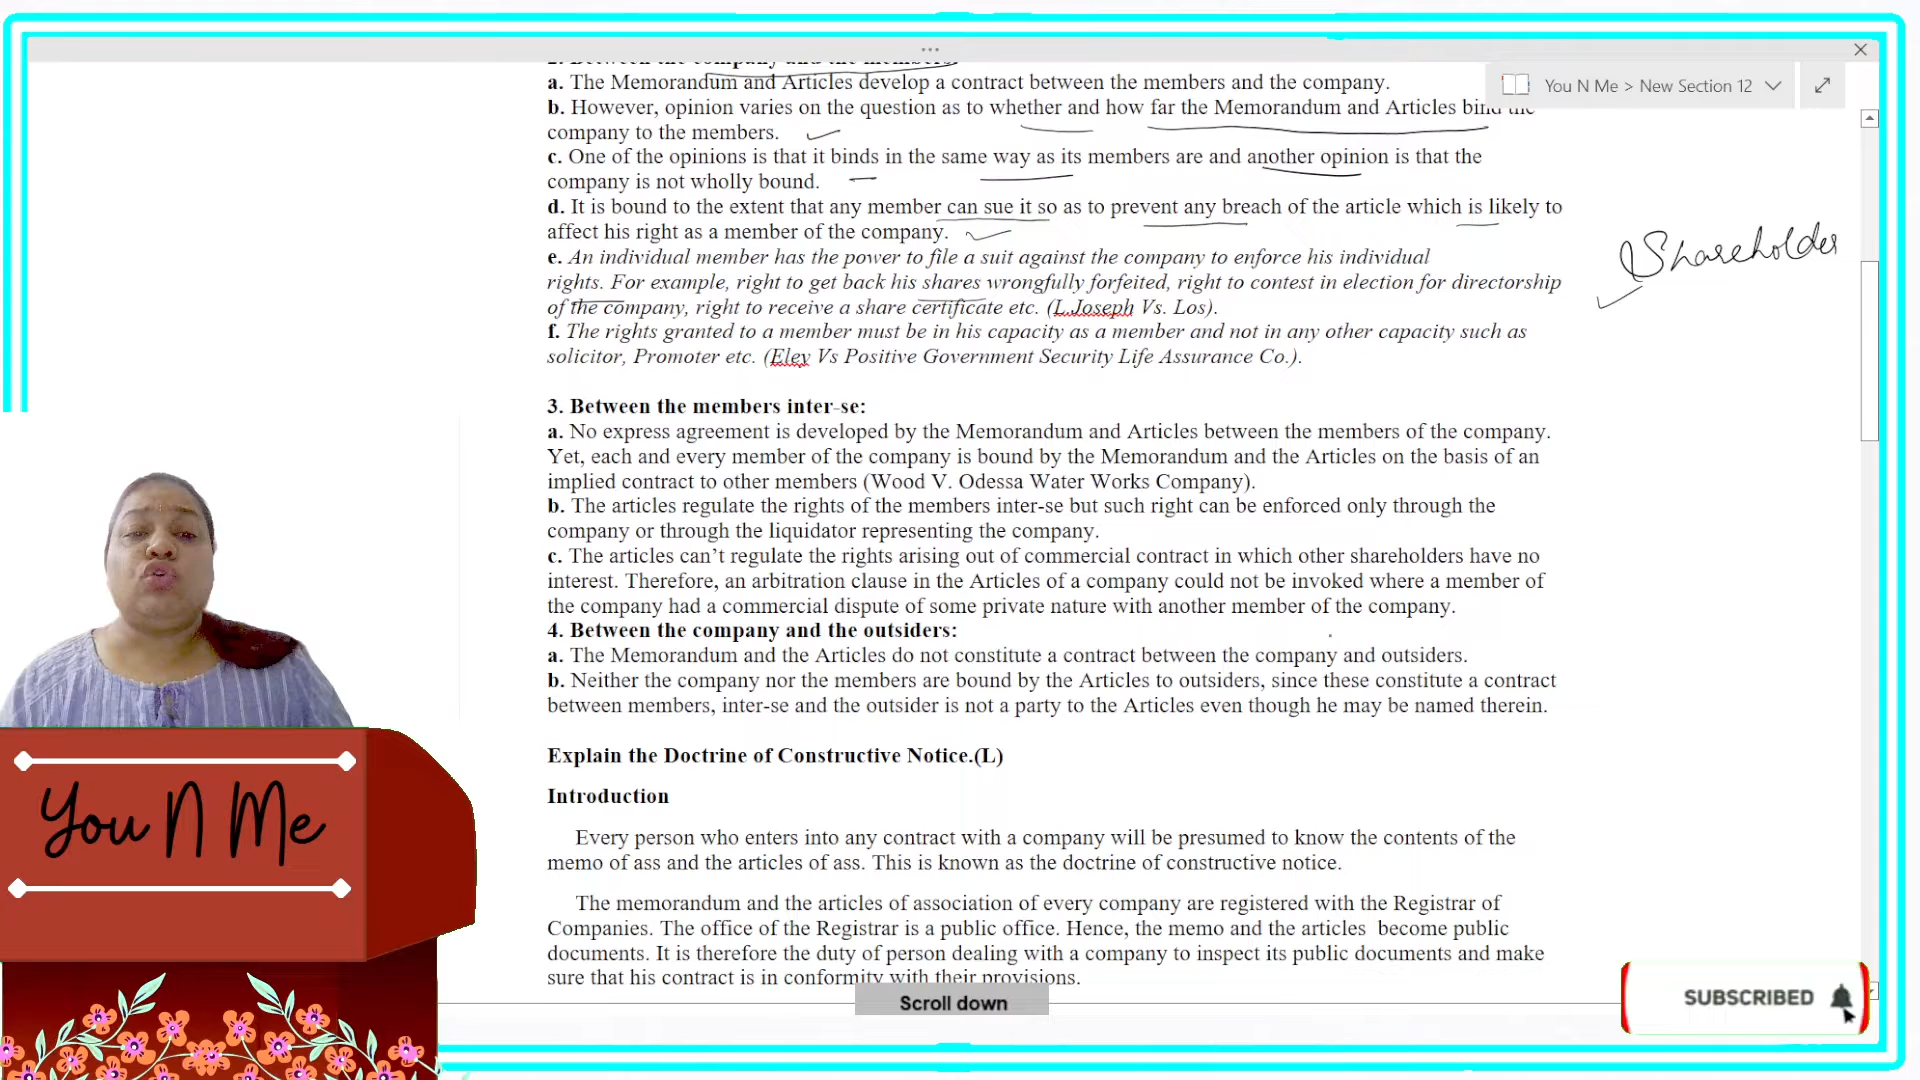 2. Between the company and the members:
a. The Memorandum and Articles develop a contract between the members and the company.
b. However, opinion varies on the question as to whether and how far the Memorandum and Articles bind the
company to the members.
c. One of the opinions is that it binds in the same way as its members are and another opinion is that the
company is not wholly bound.
d. It is bound to the extent that any member can sue it so as to prevent any breach of the article which is likely to
affect his right as a member of the company.
e. An individual member has the power to file a suit against the company to enforce his individual
rights. For example, right to get back his shares wrongfully forfeited, right to contest in election for directorship
of the company, right to receive a share certificate etc. (L.Joseph Vs. Los).
f. The rights granted to a member must be in his capacity as a member and not in any other capacity such as
solicitor, Promoter etc. (Eley Vs Positive Government Security Life Assurance Co.).
3. Between the members inter-se:
a. No express agreement is developed by the Memorandum and Articles between the members of the company.
Yet, each and every member of the company is bound by the Memorandum and the Articles on the basis of an
implied contract to other members (Wood V. Odessa Water Works Company).
b. The articles regulate the rights of the members inter-se but such right can be enforced only through the
company or through the liquidator representing the company.
c. The articles can’t regulate the rights arising out of commercial contract in which other shareholders have no
interest. Therefore, an arbitration clause in the Articles of a company could not be invoked where a member of
the company had a commercial dispute of some private nature with another member of the company.
4. Between the company and the outsiders:
a. The Memorandum and the Articles do not constitute a contract between the company and outsiders.
b. Neither the company nor the members are bound by the Articles to outsiders, since these constitute a contract
between members, inter-se and the outsider is not a party to the Articles even though he may be named therein.
Explain the Doctrine of Constructive Notice.(L)
Introduction
Every person who enters into any contract with a company will be presumed to know the contents of the
memo of ass and the articles of ass. This is known as the doctrine of constructive notice.
The memorandum and the articles of association of every company are registered with the Registrar of
Companies. The office of the Registrar is a public office. Hence, the memo and the articles become public
documents. It is therefore the duty of person dealing with a company to inspect its public documents and make
sure that his contract is in conformity with their provisions.
Scroll down
You N Me > New Section 12
Shareholder
You N Me
SUBSCRIBED